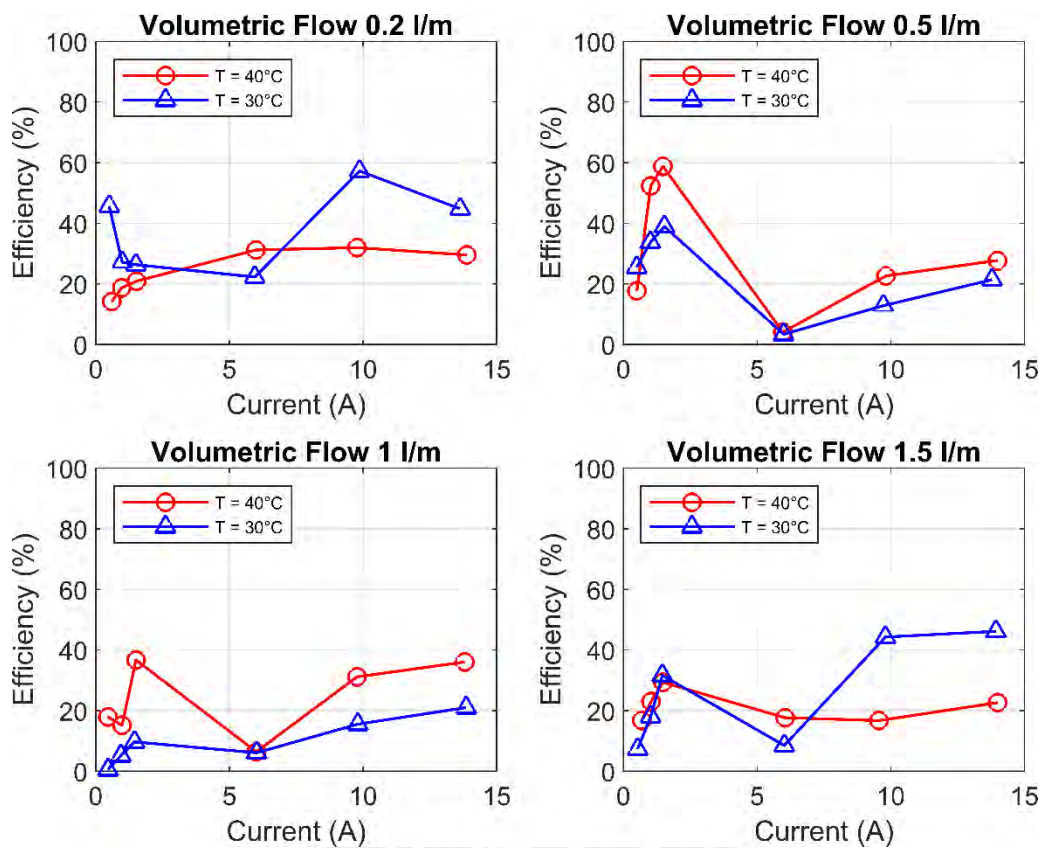 Volumetric Flow 0.2 l/m
100
80
60
40
20
0
Efficiency (%)
T = 40°C
T = 30°C
0 5 10 15
Current (A)
Volumetric Flow 0.5 l/m
100
80
60
40
20
0
Efficiency (%)
T = 40°C
T = 30°C
0 5 10 15
Current (A)
Volumetric Flow 1 l/m
100
80
60
40
20
0
Efficiency (%)
T = 40°C
T = 30°C
0 5 10 15
Current (A)
Volumetric Flow 1.5 l/m
100
80
60
40
20
0
Efficiency (%)
T = 40°C
T = 30°C
0 5 10 15
Current (A)